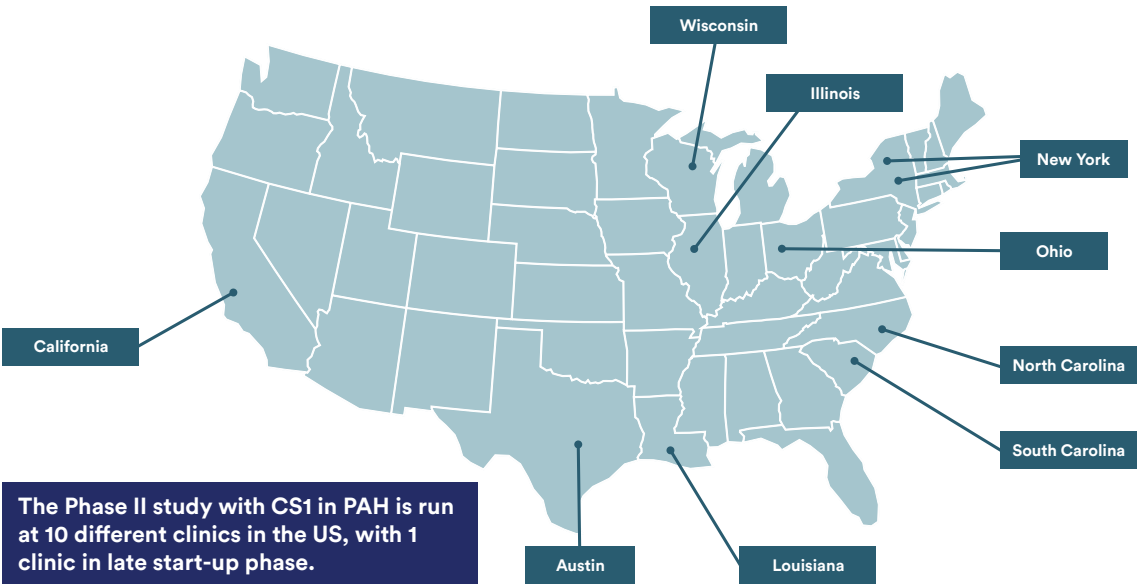 Wisconsin
Illinois
New York
Ohio
California
North Carolina
South Carolina
The Phase II study with CS1 in PAH is run
at 10 different clinics in the US, with 1
clinic in late start-up phase.
Austin
Louisiana